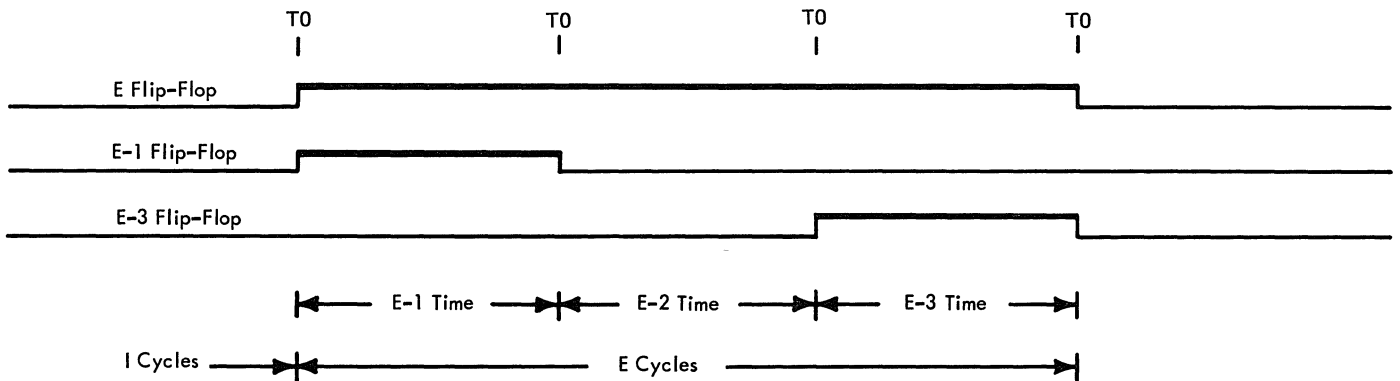 T0 T0 T0 T0
E Flip-Flop
E-1 Flip-Flop
E-3 Flip-Flop
E-1 Time E-2 Time E-3 Time
I Cycles E Cycles